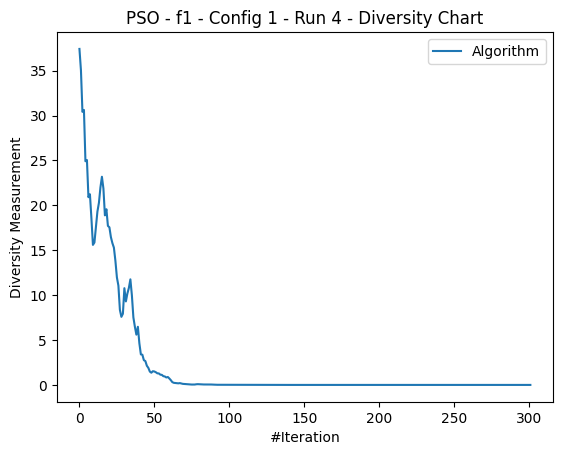 PSO - f1 - Config 1 - Run 4 - Diversity Chart
Algorithm
Diversity Measurement
35
30
25
20
15
10
5
0
0 50 100 150 200 250 300
#Iteration